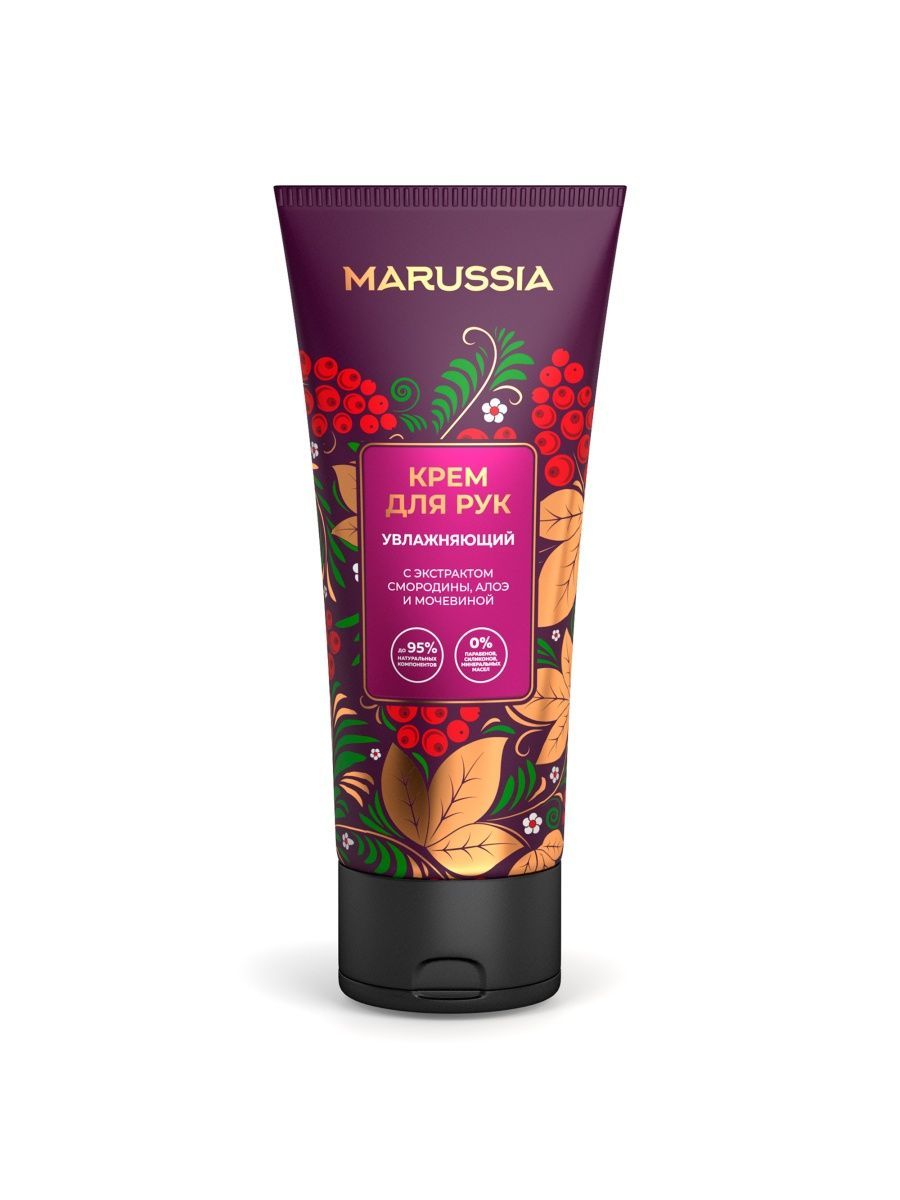 MARUSSIA
КРЕМ
ДЛЯ РУК
УВЛАЖНЯЮЩИЙ
С ЭКСТРАКТОМ
СМОРОДИНЫ, АЛОЭ
И МОЧЕВИНОЙ
ДО 95%
НАТУРАЛЬНЫХ
КОМПОНЕНТОВ
0%
ПАРАБЕНОВ,
СИЛИКОНОВ,
МИНЕРАЛЬНЫХ
МАСЕЛ